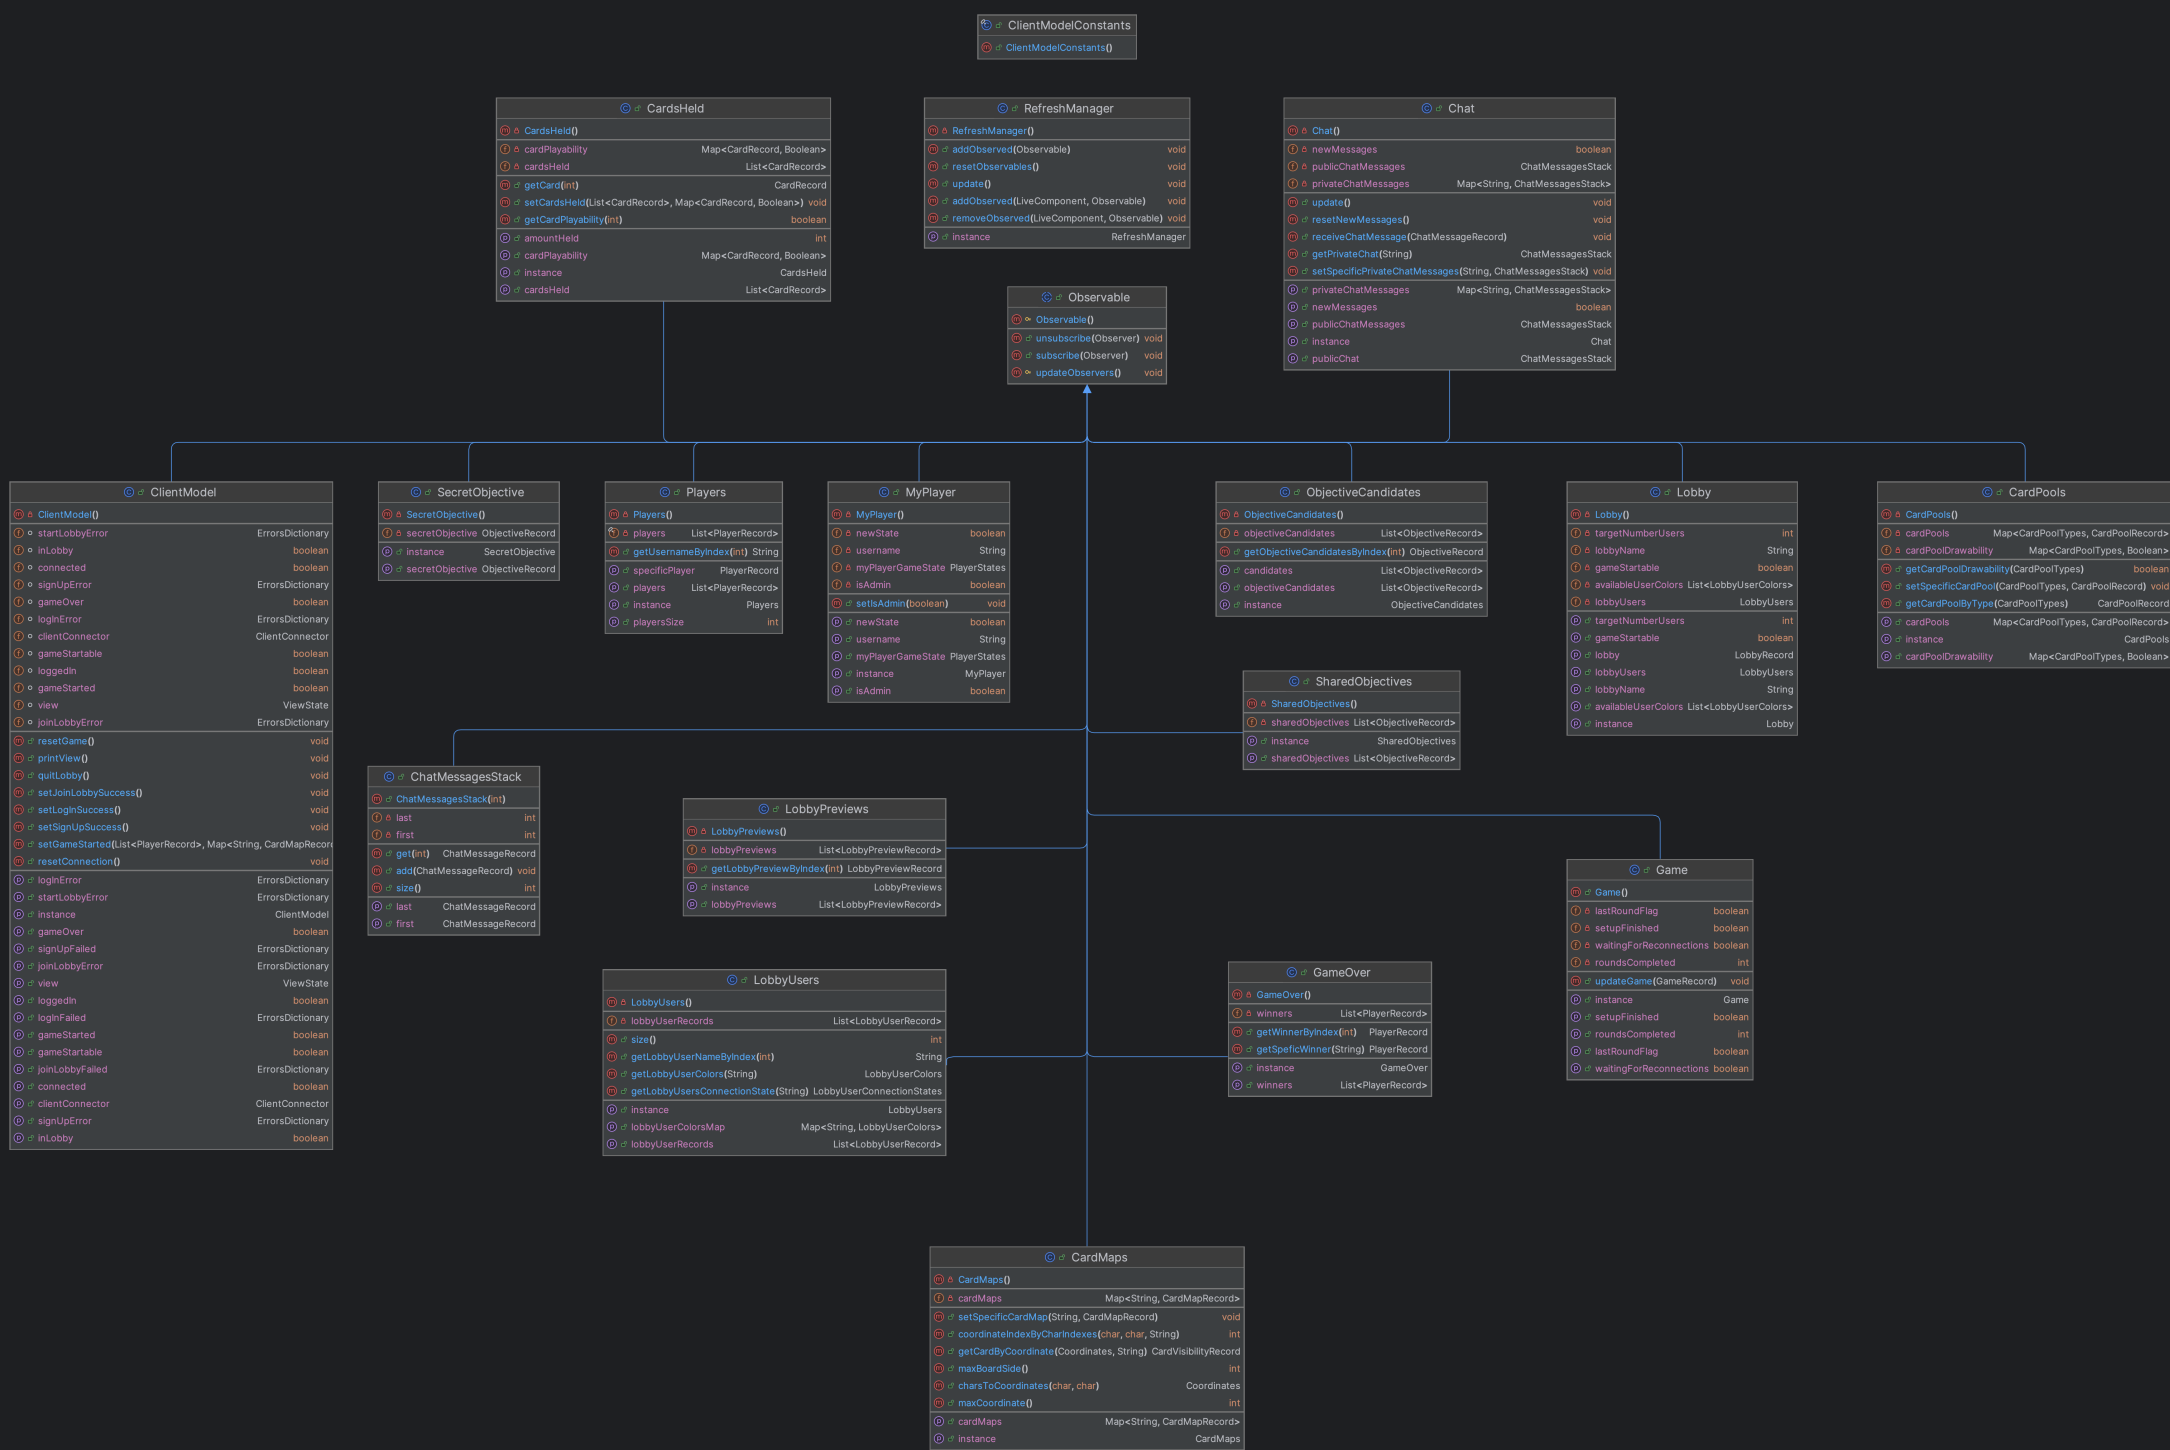 ClientModelConstants
ClientModelConstants()
CardsHeld
CardsHeld()
cardPlayability Map<CardRecord, Boolean>
cardsHeld List<CardRecord>
getCard(int) CardRecord
setCardsHeld(List<CardRecord>, Map<CardRecord, Boolean>) void
getCardPlayability(int) boolean
amountHeld int
cardPlayability Map<CardRecord, Boolean>
instance CardsHeld
cardsHeld List<CardRecord>
RefreshManager
RefreshManager()
addObserved(Observable) void
resetObservables() void
update() void
addObserved(LiveComponent, Observable) void
removeObserved(LiveComponent, Observable) void
instance RefreshManager
Chat
Chat()
newMessages boolean
publicChatMessages ChatMessagesStack
privateChatMessages Map<String, ChatMessagesStack>
update() void
resetNewMessages() void
receiveChatMessage(ChatMessageRecord) void
getPrivateChat(String) ChatMessagesStack
setSpecificPrivateChatMessages(String, ChatMessagesStack) void
privateChatMessages Map<String, ChatMessagesStack>
newMessages boolean
publicChatMessages ChatMessagesStack
instance Chat
publicChat ChatMessagesStack
Observable
Observable()
unsubscribe(Observer) void
subscribe(Observer) void
updateObservers() void
ClientModel
ClientModel()
startLobbyError ErrorsDictionary
inLobby boolean
connected boolean
signUpError ErrorsDictionary
gameOver boolean
logInError ErrorsDictionary
clientConnector ClientConnector
gameStartable boolean
loggedIn boolean
gameStarted boolean
view ViewState
joinLobbyError ErrorsDictionary
resetGame() void
printView() void
quitLobby() void
setJoinLobbySuccess() void
setLogInSuccess() void
setSignUpSuccess() void
setGameStarted(List<PlayerRecord>, Map<String, CardMapRecord
resetConnection() void
logInError ErrorsDictionary
startLobbyError ErrorsDictionary
instance ClientModel
gameOver boolean
signUpFailed ErrorsDictionary
joinLobbyError ErrorsDictionary
view ViewState
loggedIn boolean
logInFailed ErrorsDictionary
gameStarted boolean
gameStartable boolean
joinLobbyFailed ErrorsDictionary
connected boolean
clientConnector ClientConnector
signUpError ErrorsDictionary
inLobby boolean
SecretObjective
SecretObjective()
secretObjective ObjectiveRecord
instance SecretObjective
secretObjective ObjectiveRecord
Players
Players()
players List<PlayerRecord>
getUsernameByIndex(int) String
specificPlayer PlayerRecord
players List<PlayerRecord>
instance Players
playersSize int
MyPlayer
MyPlayer()
newState boolean
username String
myPlayerGameState PlayerStates
isAdmin boolean
setIsAdmin(boolean) void
newState boolean
username String
myPlayerGameState PlayerStates
instance MyPlayer
isAdmin boolean
ObjectiveCandidates
ObjectiveCandidates()
objectiveCandidates List<ObjectiveRecord>
getObjectiveCandidatesByIndex(int) ObjectiveRecord
candidates List<ObjectiveRecord>
objectiveCandidates List<ObjectiveRecord>
instance ObjectiveCandidates
Lobby
Lobby()
targetNumberUsers int
lobbyName String
gameStartable boolean
availableUserColors List<LobbyUserColors>
lobbyUsers LobbyUsers
targetNumberUsers int
gameStartable boolean
lobby LobbyRecord
lobbyUsers LobbyUsers
lobbyName String
availableUserColors List<LobbyUserColors>
instance Lobby
CardPools
CardPools()
cardPools Map<CardPoolTypes, CardPoolRecord>
cardPoolDrawability Map<CardPoolTypes, Boolean>
getCardPoolDrawability(CardPoolTypes) boolean
setSpecificCardPool(CardPoolTypes, CardPoolRecord) void
getCardPoolByType(CardPoolTypes) CardPoolRecord
cardPools Map<CardPoolTypes, CardPoolRecord>
instance CardPools
cardPoolDrawability Map<CardPoolTypes, Boolean>
SharedObjectives
SharedObjectives()
sharedObjectives List<ObjectiveRecord>
instance SharedObjectives
sharedObjectives List<ObjectiveRecord>
ChatMessagesStack
ChatMessagesStack(int)
last int
first int
get(int) ChatMessageRecord
add(ChatMessageRecord) void
size() int
last ChatMessageRecord
first ChatMessageRecord
LobbyPreviews
LobbyPreviews()
lobbyPreviews List<LobbyPreviewRecord>
getLobbyPreviewByIndex(int) LobbyPreviewRecord
instance LobbyPreviews
lobbyPreviews List<LobbyPreviewRecord>
Game
Game()
lastRoundFlag boolean
setupFinished boolean
waitingForReconnections boolean
roundsCompleted int
updateGame(GameRecord) void
instance Game
setupFinished boolean
roundsCompleted int
lastRoundFlag boolean
waitingForReconnections boolean
LobbyUsers
LobbyUsers()
lobbyUserRecords List<LobbyUserRecord>
size() int
getLobbyUserNameByIndex(int) String
getLobbyUserColors(String) LobbyUserColors
getLobbyUsersConnectionState(String) LobbyUserConnectionStates
instance LobbyUsers
lobbyUserColorsMap Map<String, LobbyUserColors>
lobbyUserRecords List<LobbyUserRecord>
GameOver
GameOver()
winners List<PlayerRecord>
getWinnerByIndex(int) PlayerRecord
getSpeficWinner(String) PlayerRecord
instance GameOver
winners List<PlayerRecord>
CardMaps
CardMaps()
cardMaps Map<String, CardMapRecord>
setSpecificCardMap(String, CardMapRecord) void
coordinateIndexByCharIndexes(char, char, String) int
getCardByCoordinate(Coordinates, String) CardVisibilityRecord
maxBoardSide() int
charsToCoordinates(char, char) Coordinates
maxCoordinate() int
cardMaps Map<String, CardMapRecord>
instance CardMaps